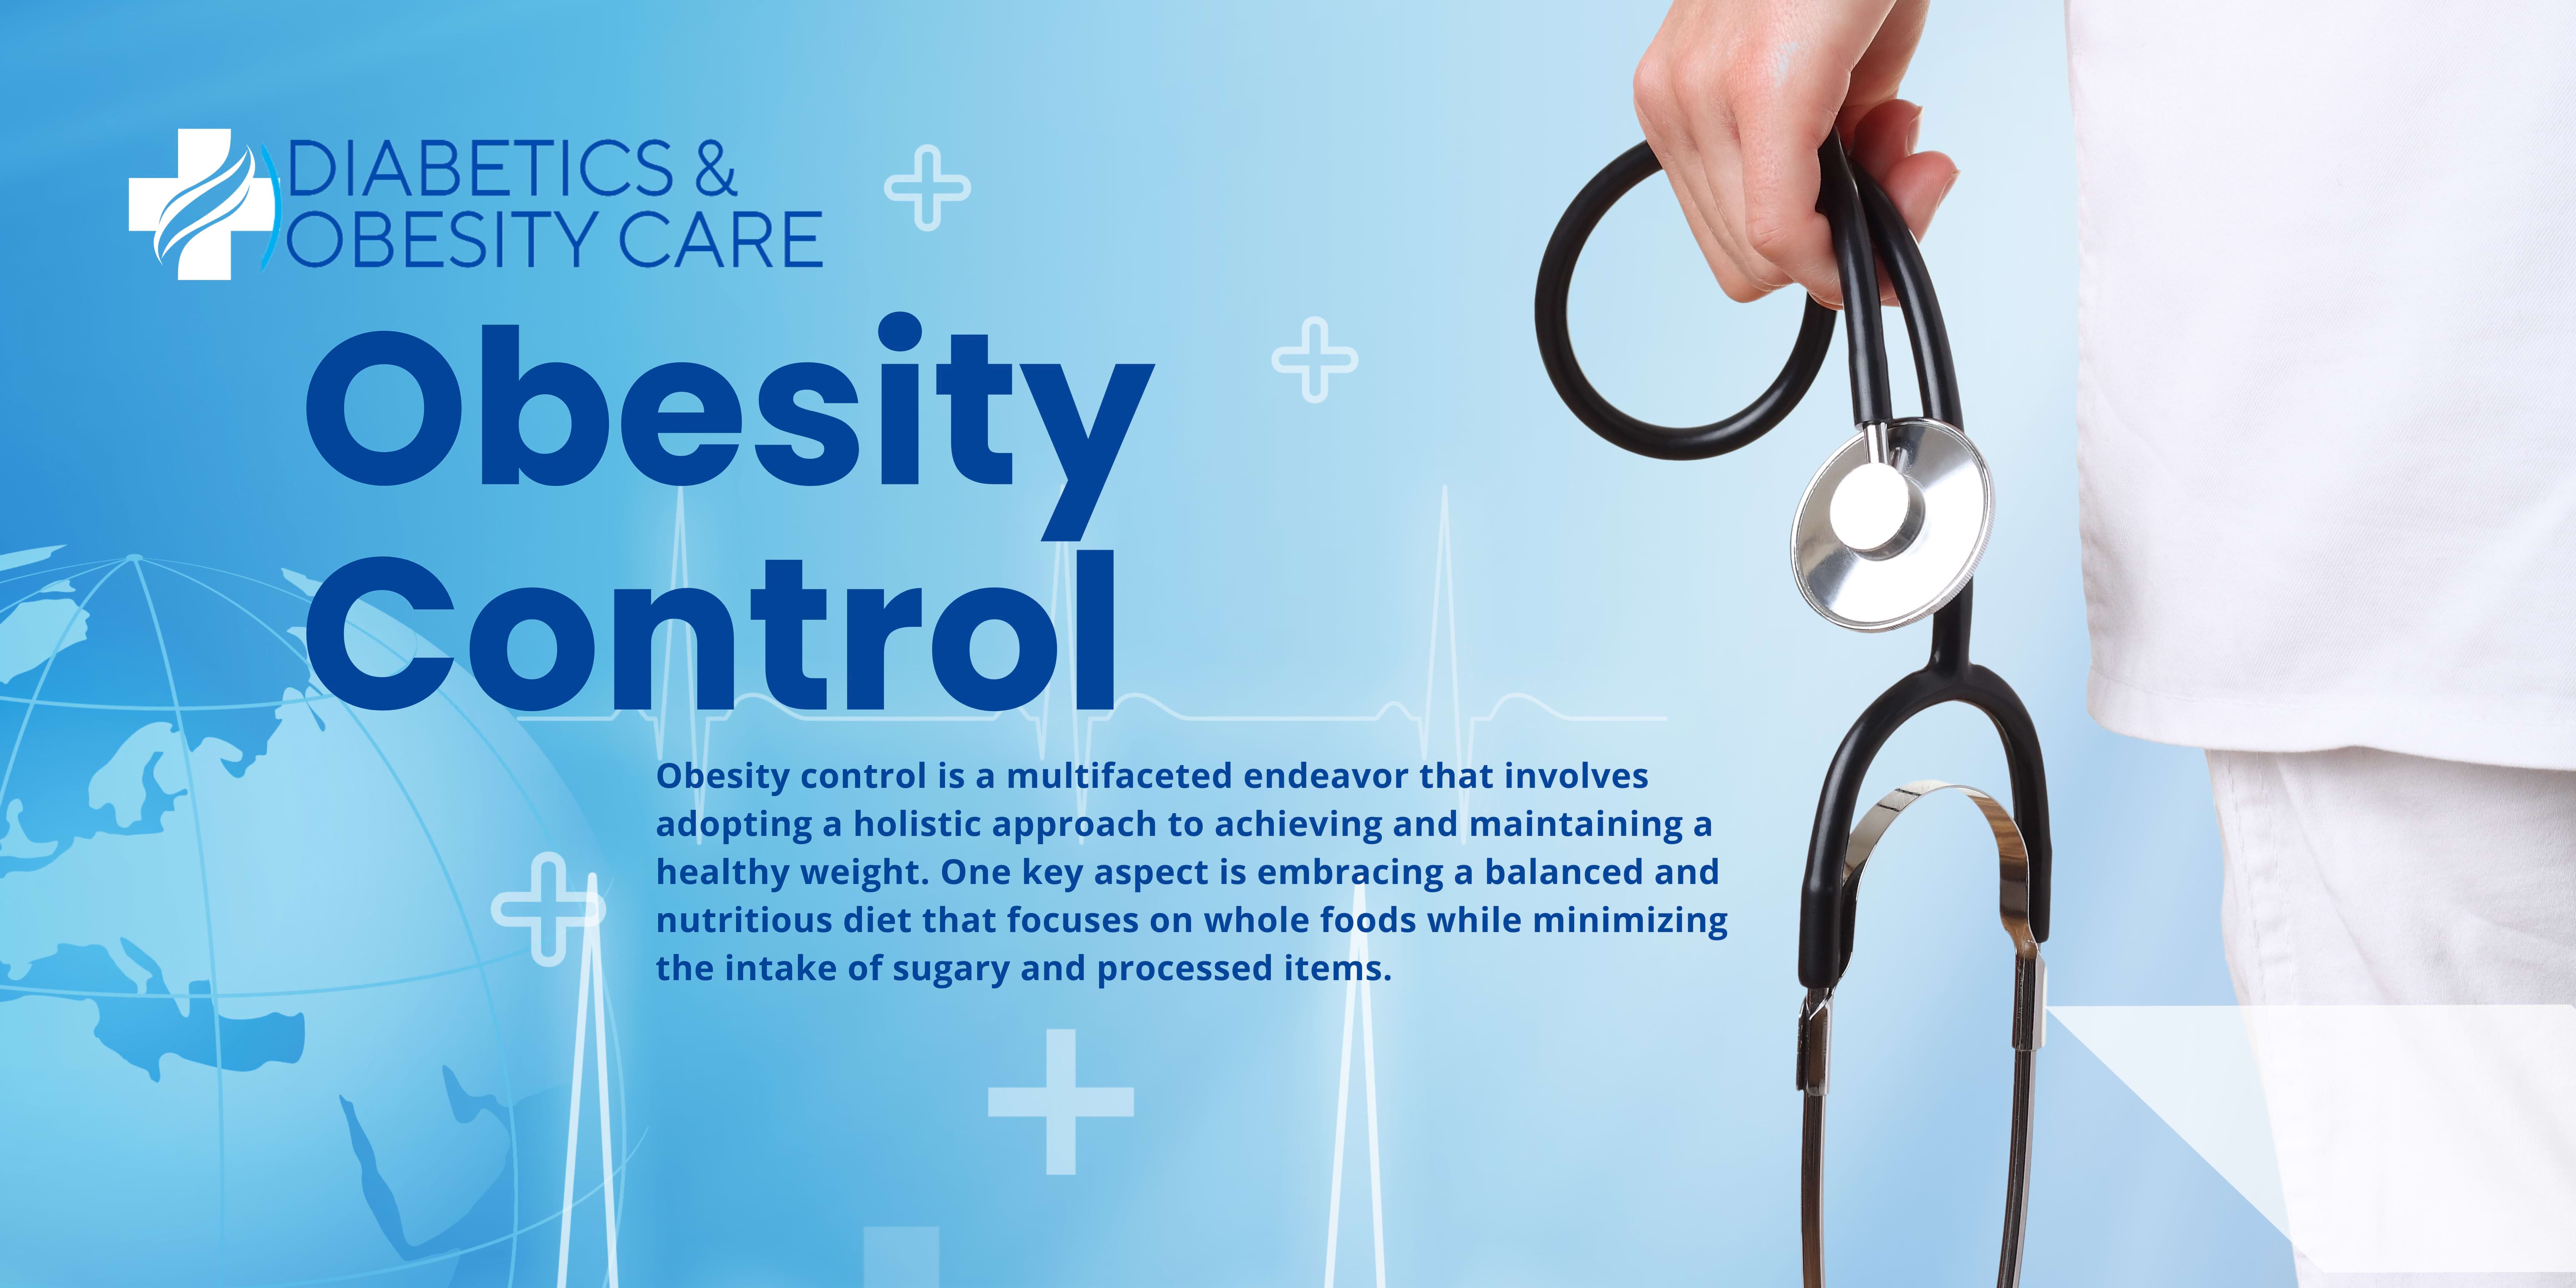 DIABETICS &
OBESITY CARE
Obesity
Control
Obesity control is a multifaceted endeavor that involves
adopting a holistic approach to achieving and maintaining a
healthy weight. One key aspect is embracing a balanced and
nutritious diet that focuses on whole foods while minimizing
the intake of sugary and processed items.